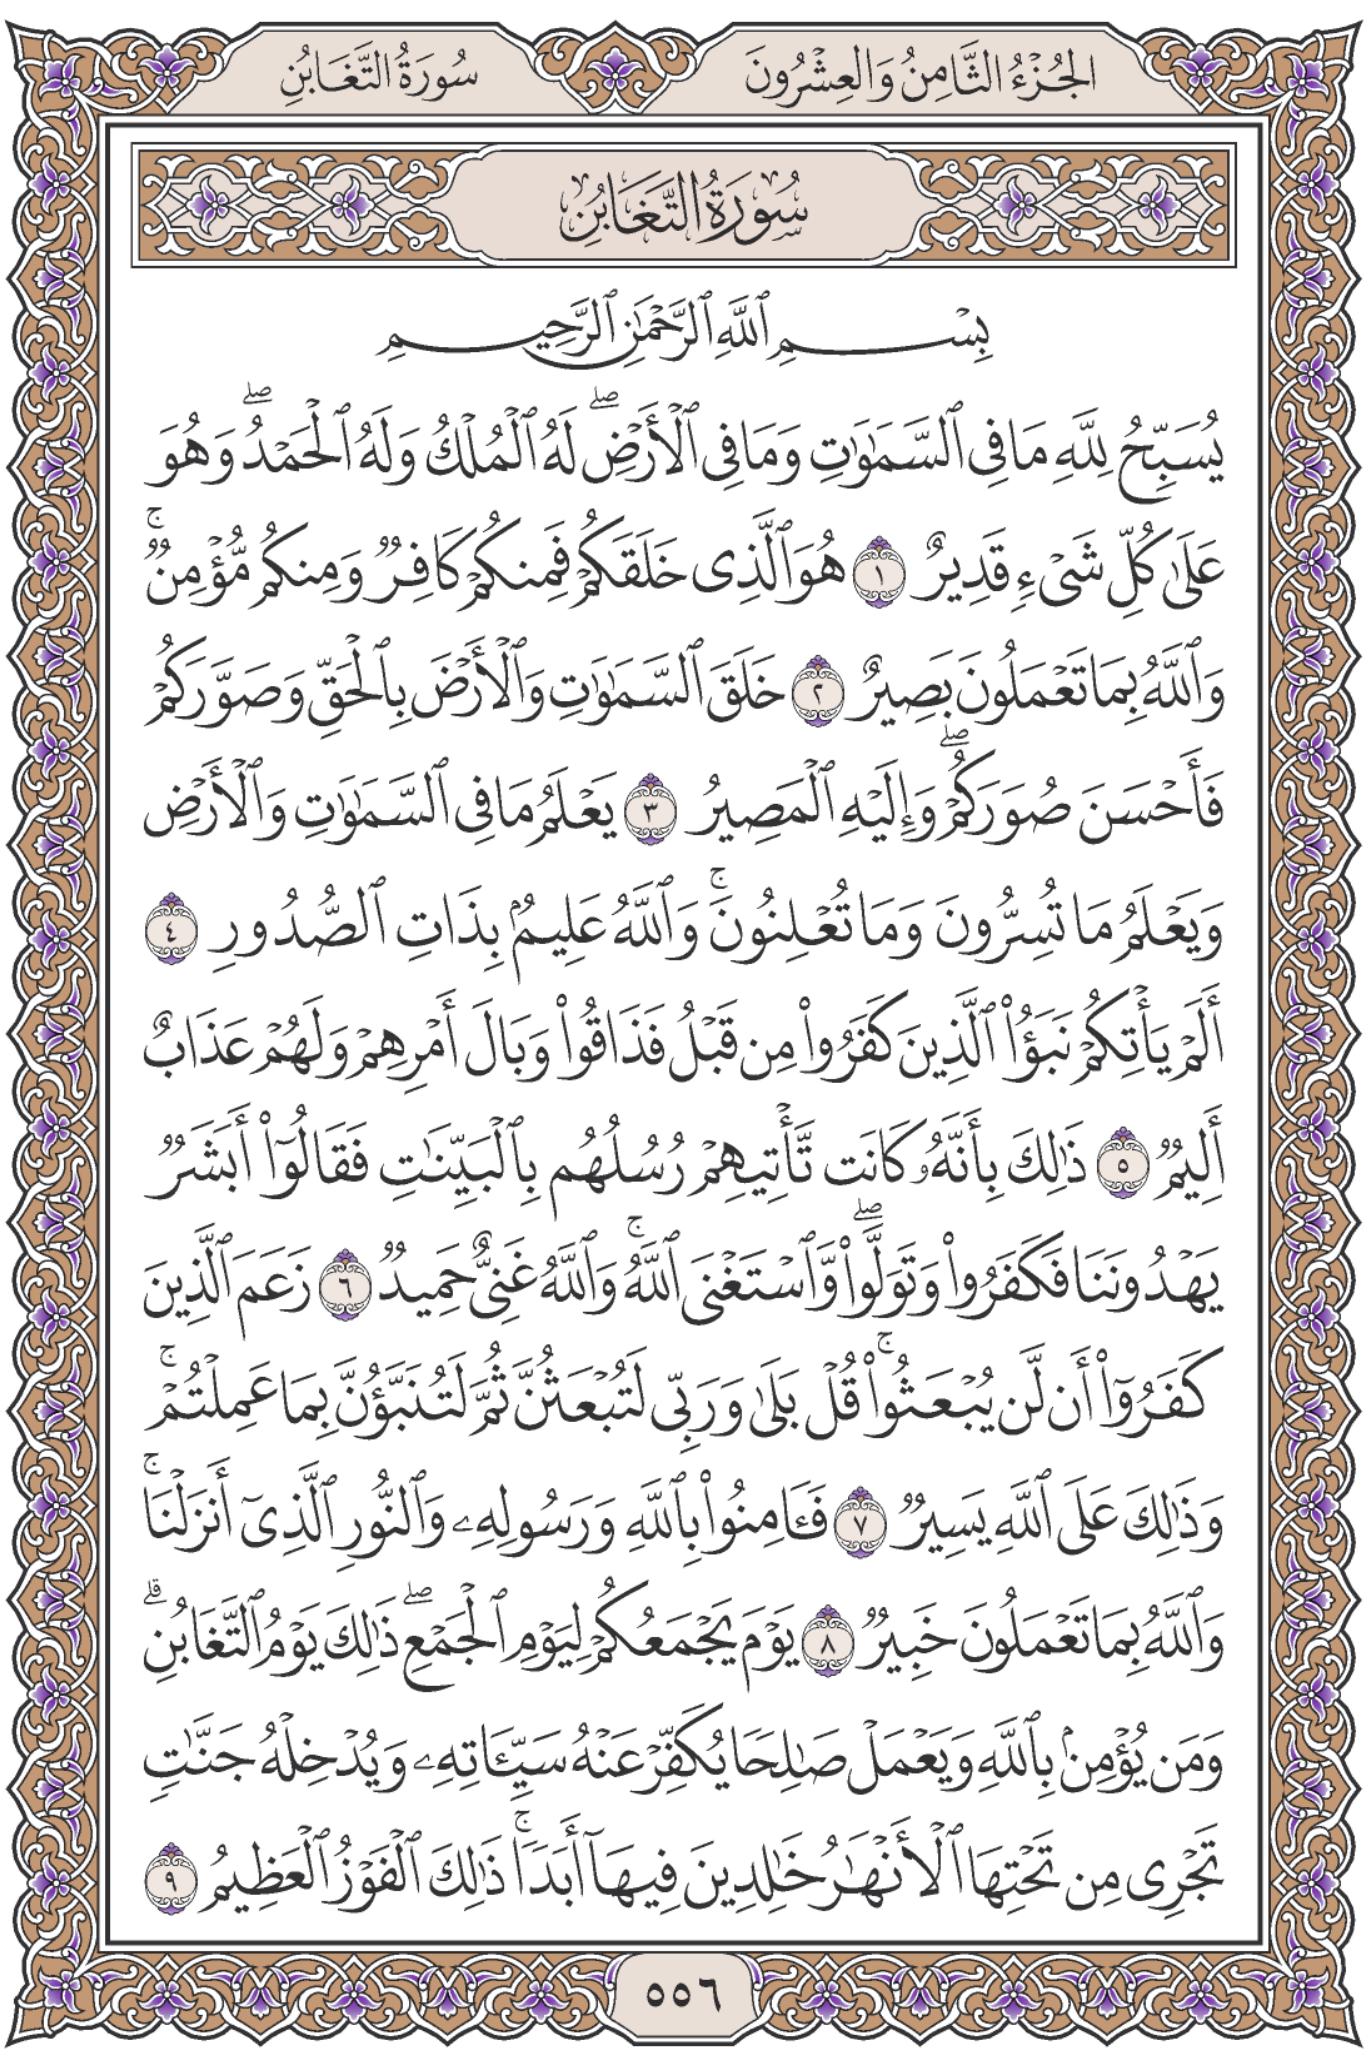 الجُزْءُ الثَّامِنُ وَالعِشْرُونَ
سُورَةُ التَّغَابُنِ
سُورَةُ التَّغَابُنِ
بِسْمِ ٱللَّهِ ٱلرَّحْمَٰنِ ٱلرَّحِيمِ
يُسَبِّحُ لِلَّهِ مَا فِى ٱلسَّمَٰوَٰتِ وَمَا فِى ٱلْأَرْضِۖ لَهُ ٱلْمُلْكُ وَلَهُ ٱلْحَمْدُۖ وَهُوَ
عَلَىٰ كُلِّ شَىْءٍ قَدِيرٌ ١ هُوَ ٱلَّذِى خَلَقَكُمْ فَمِنكُمْ كَافِرٌ وَمِنكُم مُّؤْمِنٌۚ
وَٱللَّهُ بِمَا تَعْمَلُونَ بَصِيرٌ ٢ خَلَقَ ٱلسَّمَٰوَٰتِ وَٱلْأَرْضَ بِٱلْحَقِّ وَصَوَّرَكُمْ
فَأَحْسَنَ صُوَرَكُمْۖ وَإِلَيْهِ ٱلْمَصِيرُ ٣ يَعْلَمُ مَا فِى ٱلسَّمَٰوَٰتِ وَٱلْأَرْضِ
وَيَعْلَمُ مَا تُسِرُّونَ وَمَا تُعْلِنُونَۚ وَٱللَّهُ عَلِيمٌۢ بِذَاتِ ٱلصُّدُورِ ٤
أَلَمْ يَأْتِكُمْ نَبَؤُا۟ ٱلَّذِينَ كَفَرُوا۟ مِن قَبْلُ فَذَاقُوا۟ وَبَالَ أَمْرِهِمْ وَلَهُمْ عَذَابٌ
أَلِيمٌ ٥ ذَٰلِكَ بِأَنَّهُۥ كَانَت تَّأْتِيهِمْ رُسُلُهُم بِٱلْبَيِّنَٰتِ فَقَالُوٓا۟ أَبَشَرٌ
يَهْدُونَنَا فَكَفَرُوا۟ وَتَوَلَّوا۟ۖ وَّٱسْتَغْنَى ٱللَّهُۚ وَٱللَّهُ غَنِىٌّ حَمِيدٌ ٦ زَعَمَ ٱلَّذِينَ
كَفَرُوٓا۟ أَن لَّن يُبْعَثُوا۟ۚ قُلْ بَلَىٰ وَرَبِّى لَتُبْعَثُنَّ ثُمَّ لَتُنَبَّؤُنَّ بِمَا عَمِلْتُمْۚ
وَذَٰلِكَ عَلَى ٱللَّهِ يَسِيرٌ ٧ فَـَٔامِنُوا۟ بِٱللَّهِ وَرَسُولِهِۦ وَٱلنُّورِ ٱلَّذِىٓ أَنزَلْنَاۚ
وَٱللَّهُ بِمَا تَعْمَلُونَ خَبِيرٌ ٨ يَوْمَ يَجْمَعُكُمْ لِيَوْمِ ٱلْجَمْعِۖ ذَٰلِكَ يَوْمُ ٱلتَّغَابُنِۗ
وَمَن يُؤْمِنۢ بِٱللَّهِ وَيَعْمَلْ صَٰلِحًا يُكَفِّرْ عَنْهُ سَيِّـَٔاتِهِۦ وَيُدْخِلْهُ جَنَّٰتٍ
تَجْرِى مِن تَحْتِهَا ٱلْأَنْهَٰرُ خَٰلِدِينَ فِيهَآ أَبَدًاۚ ذَٰلِكَ ٱلْفَوْزُ ٱلْعَظِيمُ ٩
٥٥٦